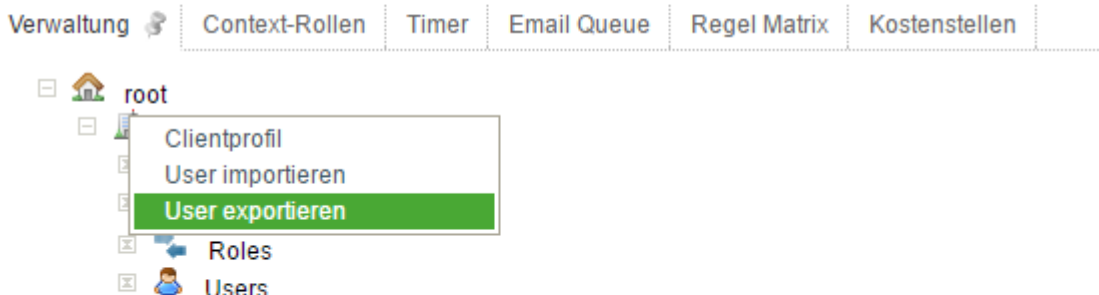 Verwaltung Context-Rollen Timer Email Queue Regel Matrix Kostenstellen
root
Clientprofil
User importieren
User exportieren
Roles
Users